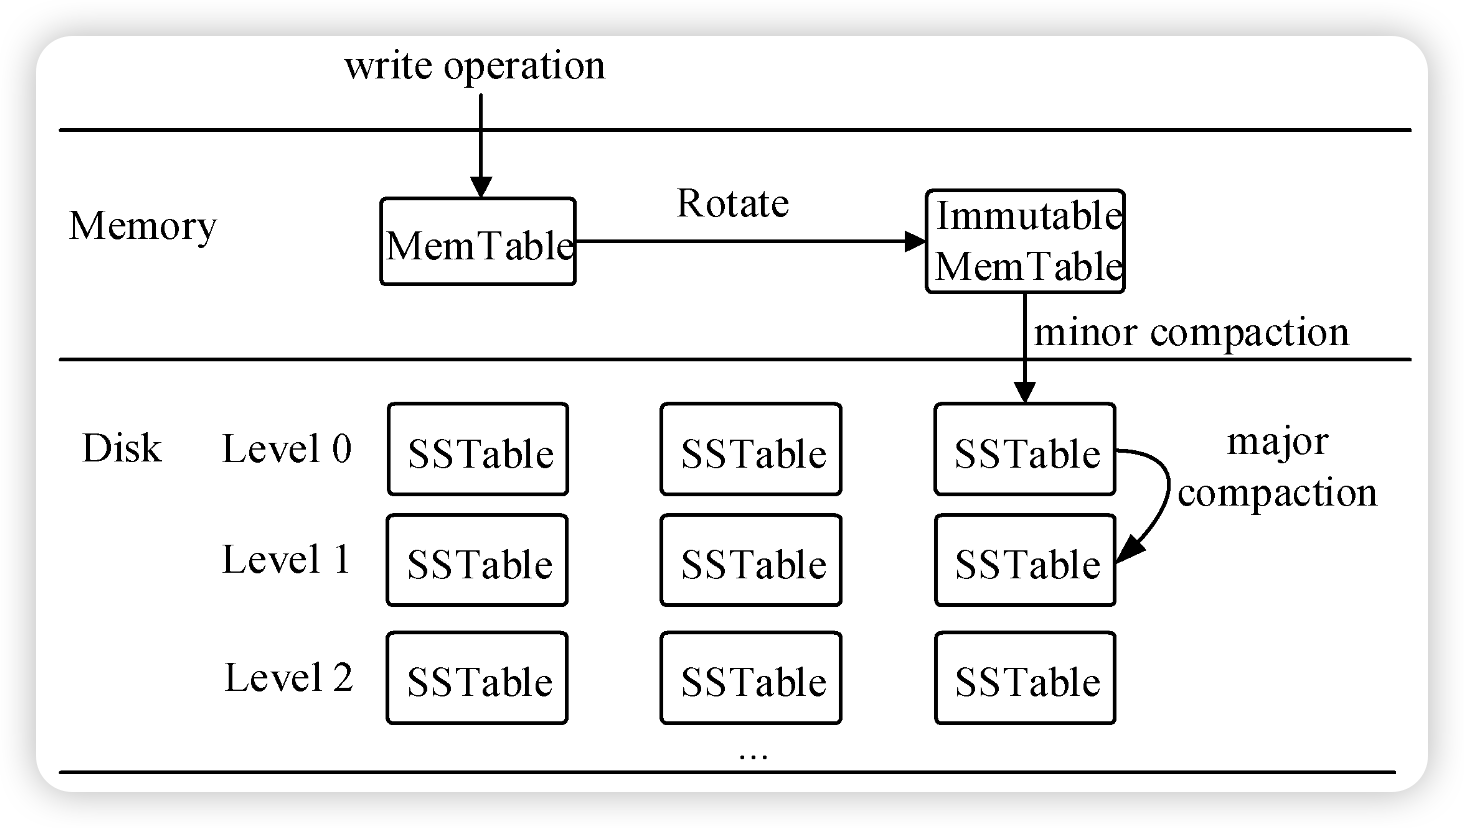 write operation
Memory
MemTable
Rotate
Immutable
MemTable
minor compaction
Disk
Level 0
SSTable
SSTable
SSTable
major
compaction
Level 1
SSTable
SSTable
SSTable
Level 2
SSTable
SSTable
SSTable
...